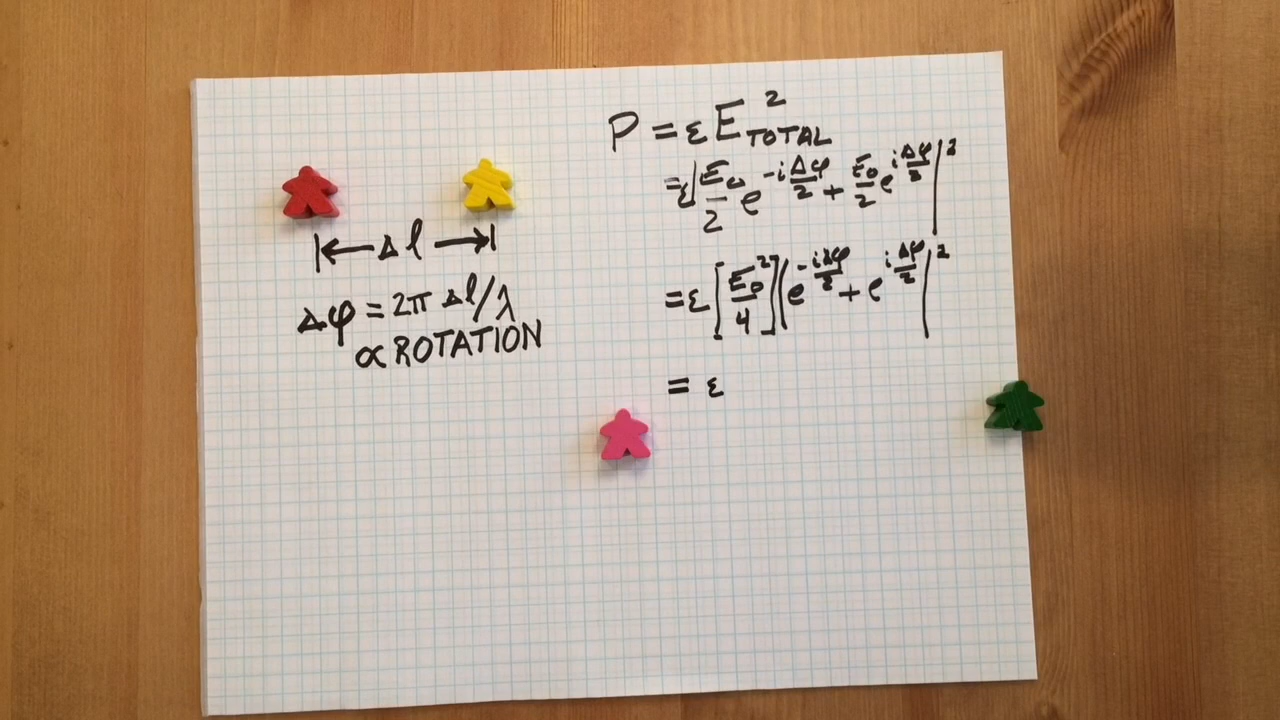 Δl
Δφ = 2π Δl/λ
∝ ROTATION
P = ε E²TOTAL
= ε|E₀/2 e^(-iΔφ/2) + E₀/2 e^(iΔφ/2)|²
= ε[E₀²/4]|e^(-iΔφ/2) + e^(iΔφ/2)|²
= ε